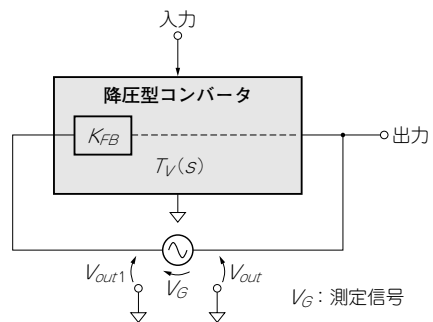 入力
降圧型コンバータ
K_FB
T_V(s)
出力
V_out1
V_G
V_out
V_G：測定信号